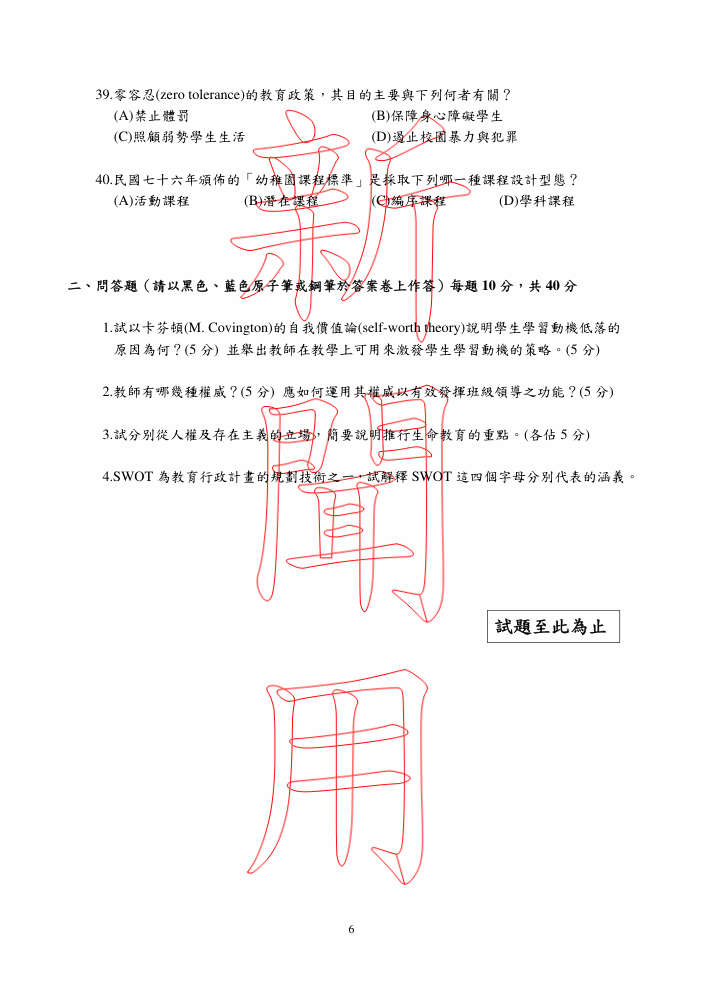 39.零容忍(zero tolerance)的教育政策，其目的主要與下列何者有關？
(A)禁止體罰 (B)保障身心障礙學生
(C)照顧弱勢學生生活 (D)遏止校園暴力與犯罪
40.民國七十六年頒佈的「幼稚園課程標準」是採取下列哪一種課程設計型態？
(A)活動課程 (B)潛在課程 (C)編序課程 (D)學科課程
二、問答題（請以黑色、藍色原子筆或鋼筆於答案卷上作答）每題 10 分，共 40 分
1.試以卡芬頓(M. Covington)的自我價值論(self-worth theory)說明學生學習動機低落的
原因為何？(5 分) 並舉出教師在教學上可用來激發學生學習動機的策略。(5 分)
2.教師有哪幾種權威？(5 分) 應如何運用其權威以有效發揮班級領導之功能？(5 分)
3.試分別從人權及存在主義的立場，簡要說明推行生命教育的重點。(各佔 5 分)
4.SWOT 為教育行政計畫的規劃技術之一，試解釋 SWOT 這四個字母分別代表的涵義。
試題至此為止
新
聞
用
6